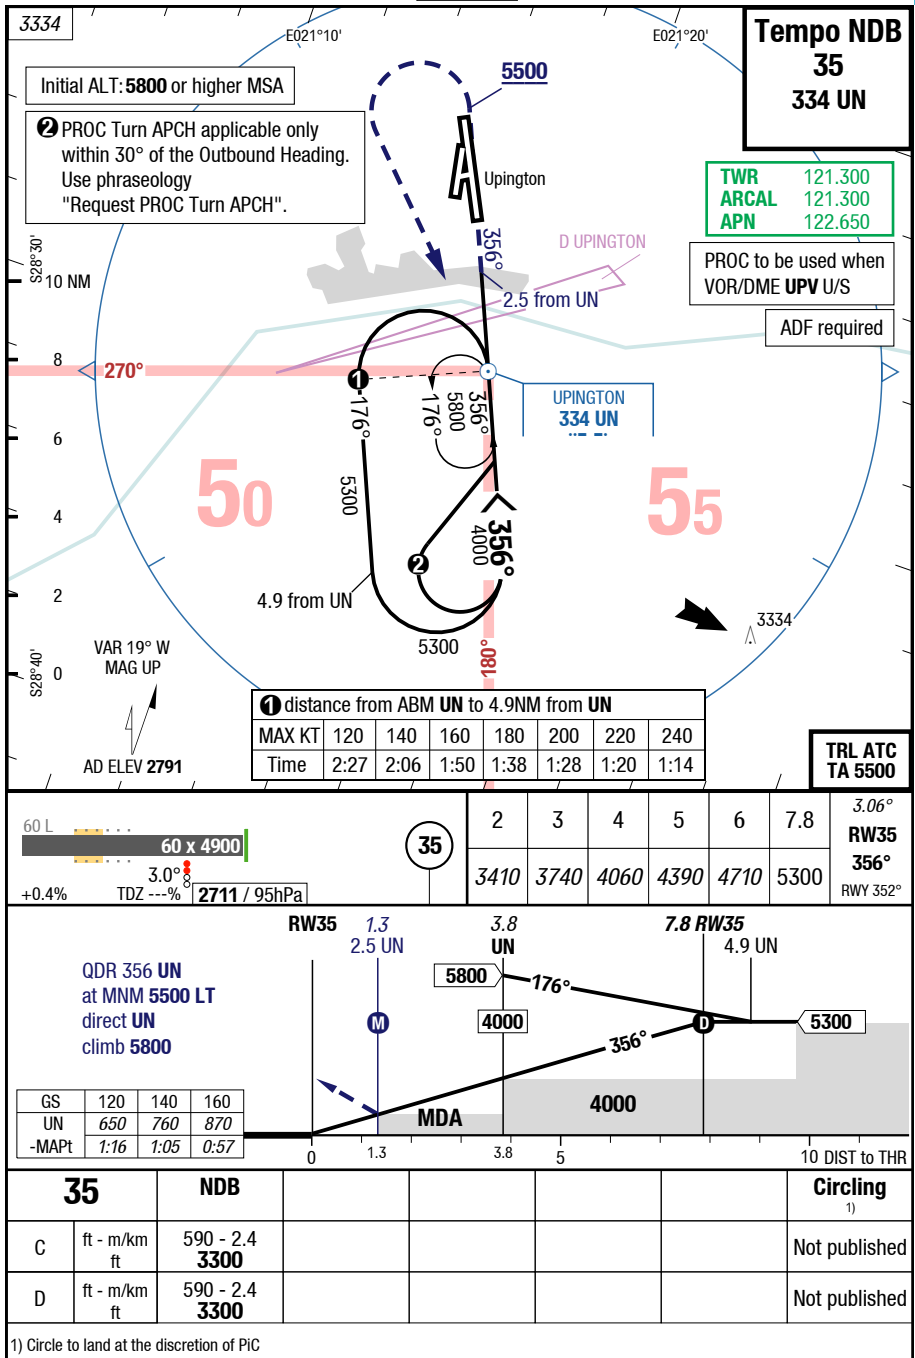 3334
E021°10'
E021°20'
Tempo NDB
35
334 UN
Initial ALT: 5800 or higher MSA
5500
2 PROC Turn APCH applicable only
within 30° of the Outbound Heading.
Use phraseology
"Request PROC Turn APCH".
Upington
TWR 121.300
ARCAL 121.300
APN 122.650
S28°30'
356°
D UPINGTON
PROC to be used when
VOR/DME UPV U/S
10 NM
2.5 from UN
ADF required
8
270°
1
176°
176°
5800
356°
UPINGTON
334 UN
6
50
55
5300
4
356°
4000
2
2
4.9 from UN
3334
5300
180°
VAR 19° W
MAG UP
S28°40'
0
AD ELEV 2791
1 distance from ABM UN to 4.9NM from UN
MAX KT 120 140 160 180 200 220 240
Time 2:27 2:06 1:50 1:38 1:28 1:20 1:14
TRL ATC
TA 5500
60 L
60 x 4900
3.0°
+0.4% TDZ ---% 2711 / 95hPa
35
2 3 4 5 6 7.8
3410 3740 4060 4390 4710 5300
3.06°
RW35
356°
RWY 352°
RW35 1.3 3.8 7.8 RW35
2.5 UN UN 4.9 UN
QDR 356 UN
at MNM 5500 LT
direct UN
climb 5800
5800
176°
M
4000
D
5300
356°
GS 120 140 160
UN 650 760 870
-MAPt 1:16 1:05 0:57
MDA
4000
0 1.3 3.8 5 10 DIST to THR
35 NDB Circling
1)
C ft - m/km 590 - 2.4 Not published
ft 3300
D ft - m/km 590 - 2.4 Not published
ft 3300
1) Circle to land at the discretion of PiC